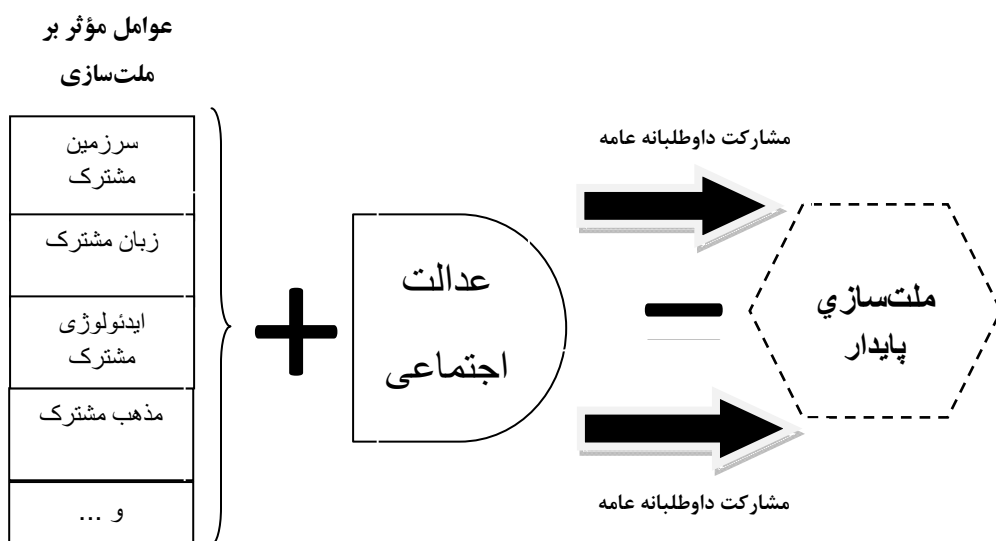 عوامل مؤثر بر
ملت‌سازی
سرزمین
مشترک
زبان مشترک
ایدئولوژی
مشترک
مذهب مشترک
و ...
عدالت
اجتماعی
مشارکت داوطلبانه عامه
مشارکت داوطلبانه عامه
ملت‌سازي
پایدار